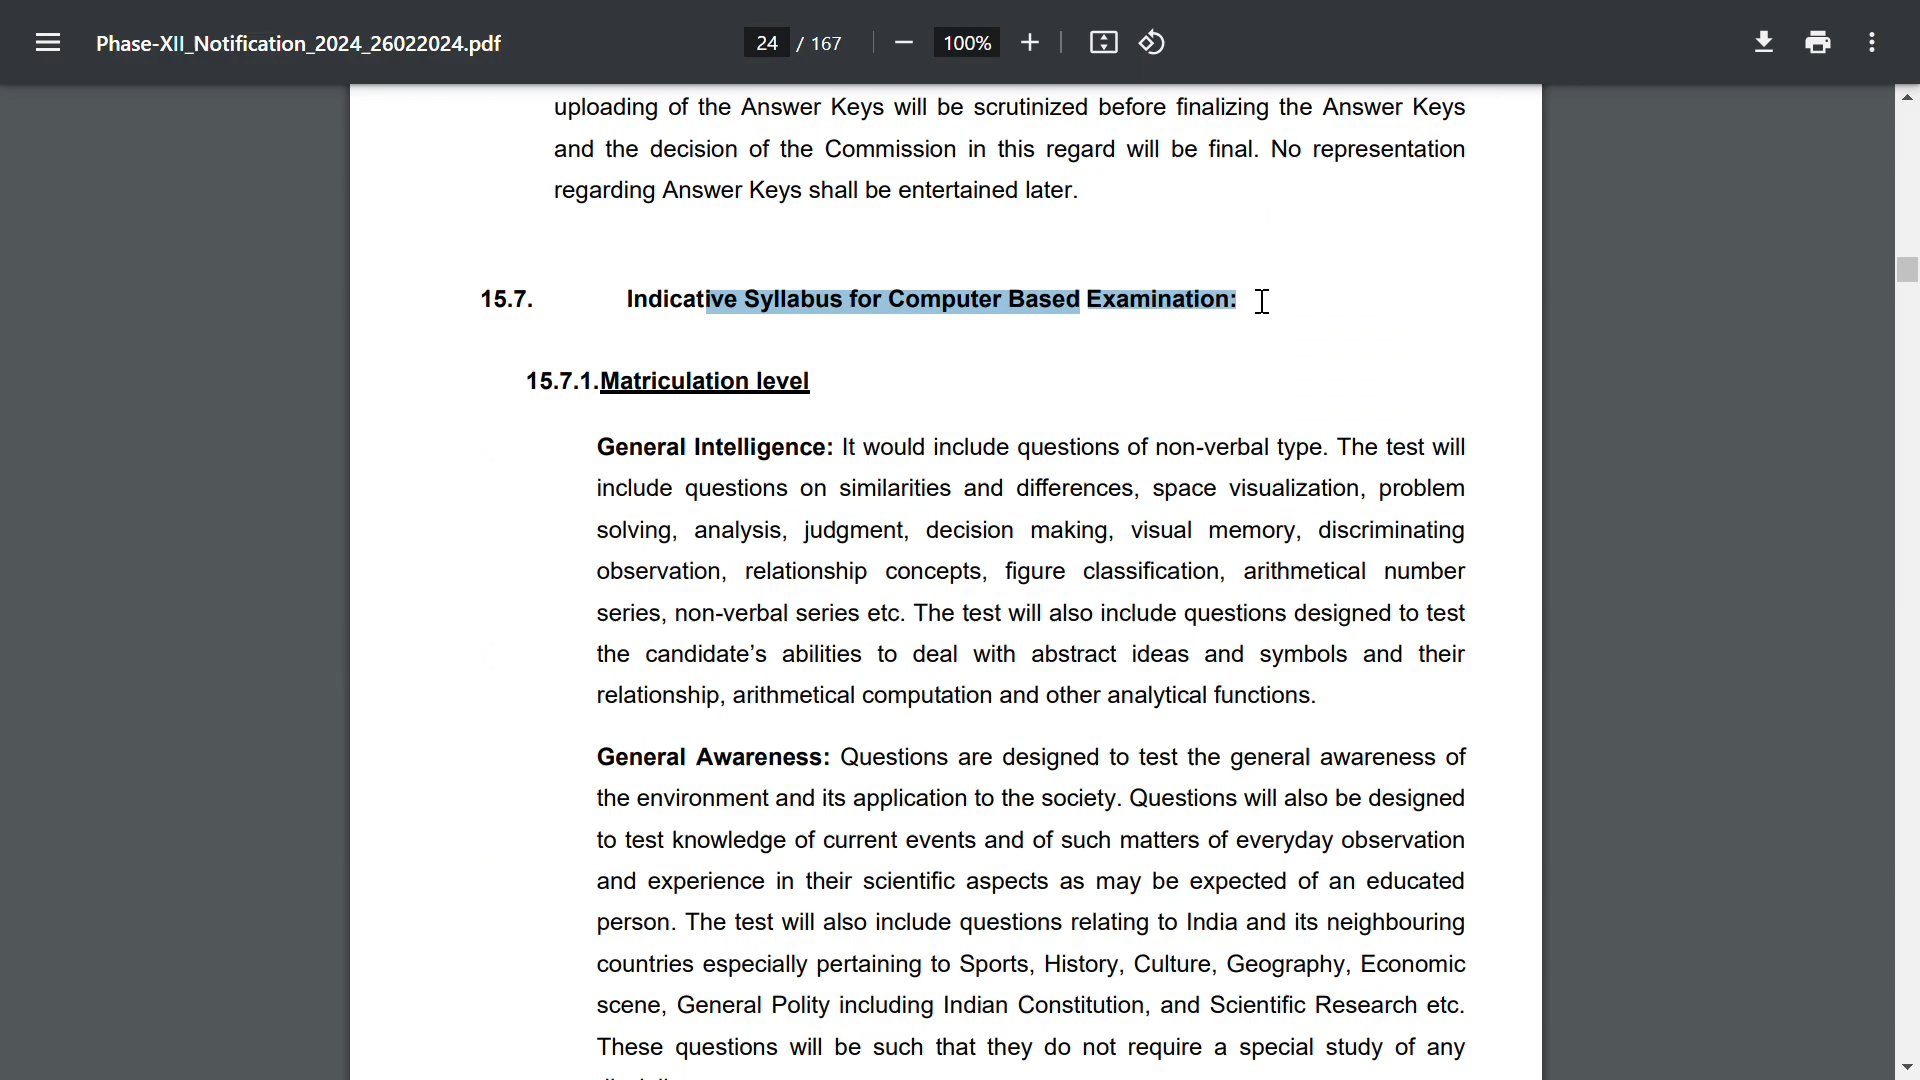 Phase-XII_Notification_2024_26022024.pdf
24 / 167
100%
uploading of the Answer Keys will be scrutinized before finalizing the Answer Keys
and the decision of the Commission in this regard will be final. No representation
regarding Answer Keys shall be entertained later.
15.7. Indicative Syllabus for Computer Based Examination:
15.7.1.Matriculation level
General Intelligence: It would include questions of non-verbal type. The test will
include questions on similarities and differences, space visualization, problem
solving, analysis, judgment, decision making, visual memory, discriminating
observation, relationship concepts, figure classification, arithmetical number
series, non-verbal series etc. The test will also include questions designed to test
the candidate’s abilities to deal with abstract ideas and symbols and their
relationship, arithmetical computation and other analytical functions.
General Awareness: Questions are designed to test the general awareness of
the environment and its application to the society. Questions will also be designed
to test knowledge of current events and of such matters of everyday observation
and experience in their scientific aspects as may be expected of an educated
person. The test will also include questions relating to India and its neighbouring
countries especially pertaining to Sports, History, Culture, Geography, Economic
scene, General Polity including Indian Constitution, and Scientific Research etc.
These questions will be such that they do not require a special study of any